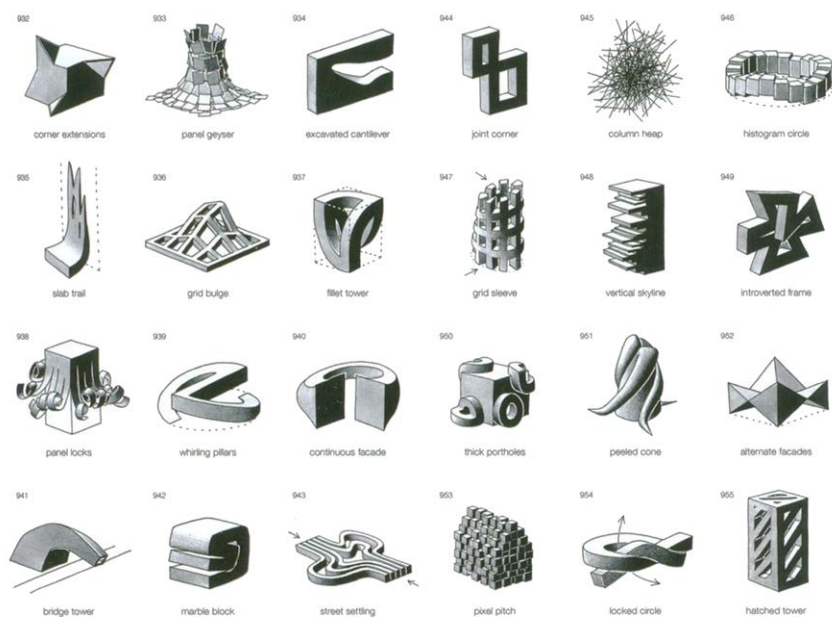 932
933
934
944
945
946
corner extensions
panel geyser
excavated cantilever
joint corner
column heap
histogram circle
935
936
937
947
948
949
slab trail
grid bulge
fillet tower
grid sleeve
vertical skyline
introverted frame
938
939
940
950
951
952
panel locks
whirling pillars
continuous facade
thick portholes
peeled cone
alternate facades
941
942
943
953
954
955
bridge tower
marble block
street settling
pixel pitch
locked circle
hatched tower